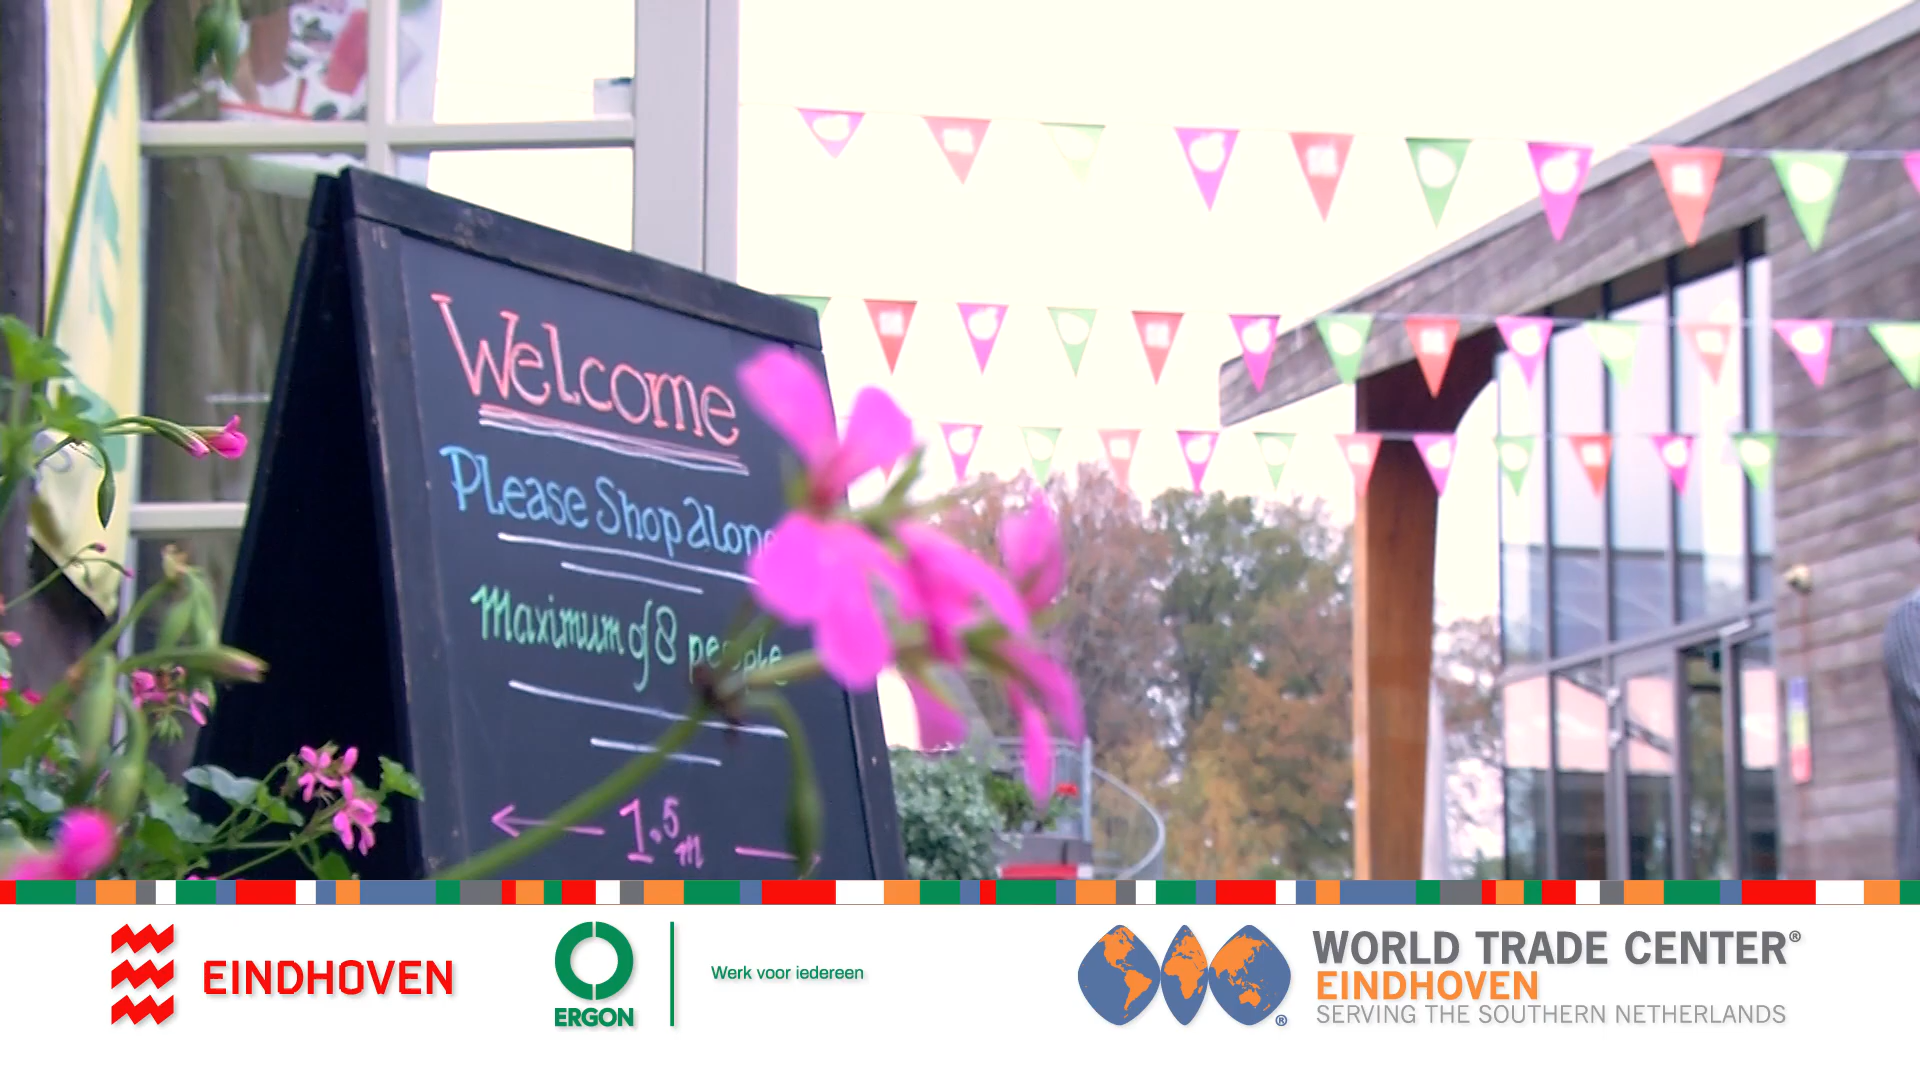 Welcome
Please Shop alone
Maximum of 8 people
1.5 m
EINDHOVEN
ERGON
Werk voor iedereen
WORLD TRADE CENTER®
EINDHOVEN
SERVING THE SOUTHERN NETHERLANDS
®